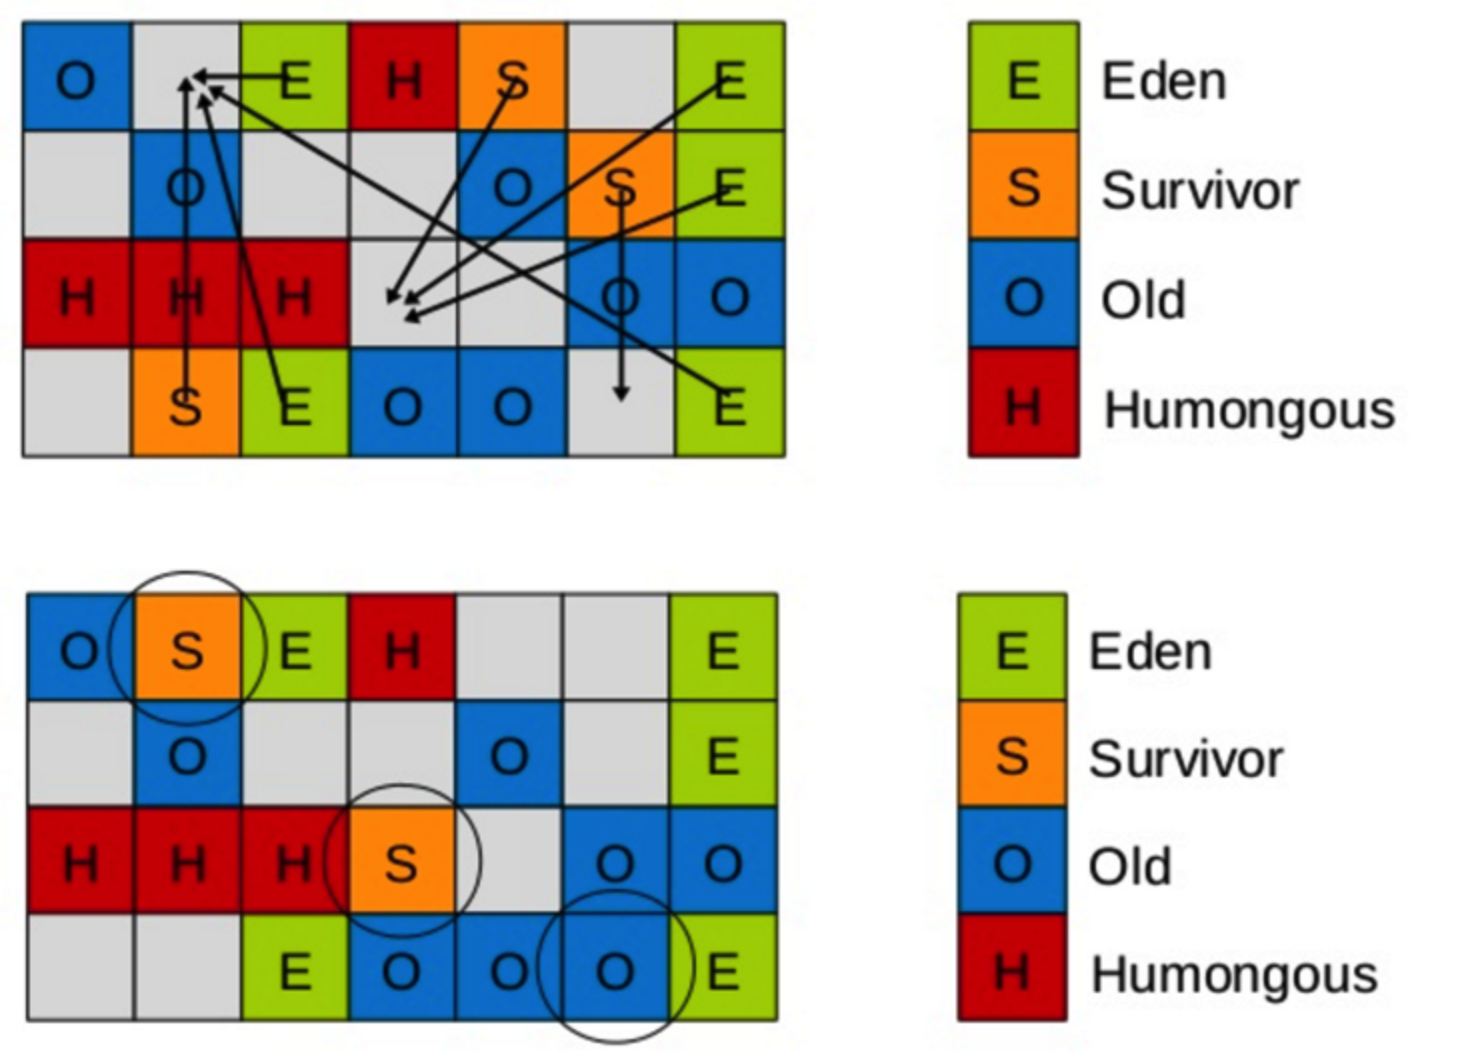 O E H S E E Eden
O O S E S Survivor
H H H O O O Old
S E O O E H Humongous
O S E H E E Eden
O O E S Survivor
H H H S O O O Old
E O O O E H Humongous